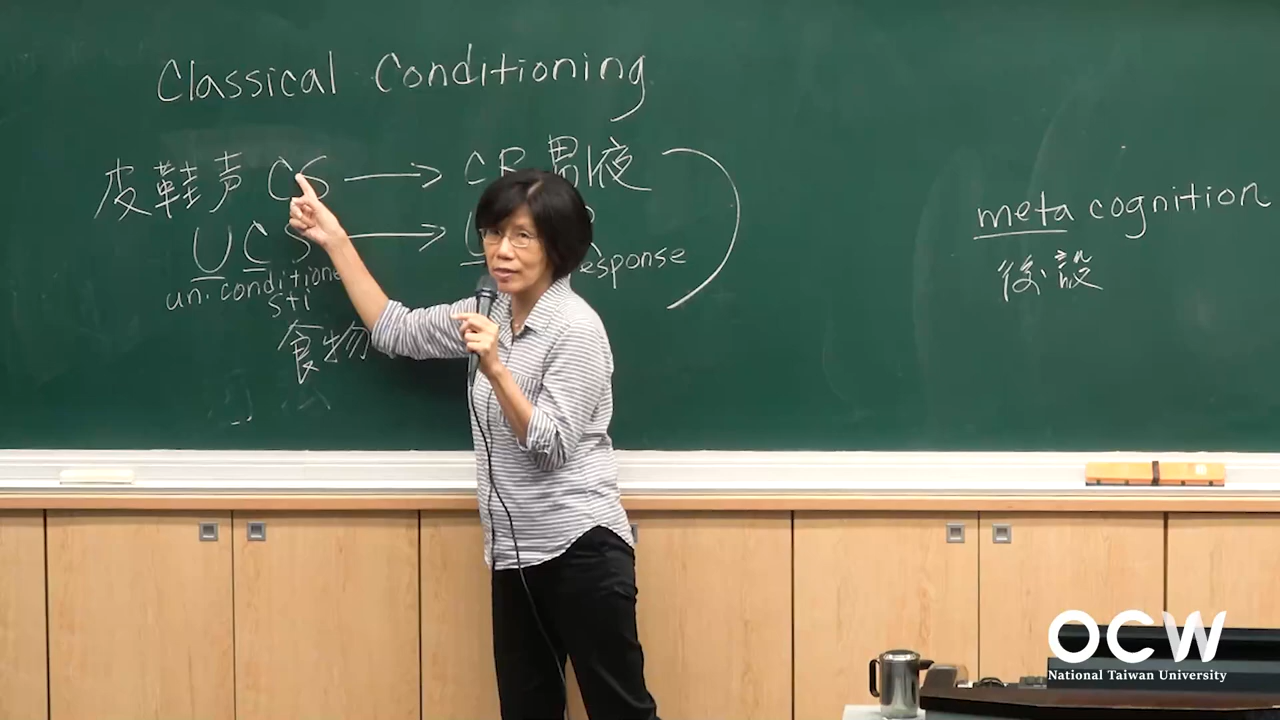 Classical Conditioning
皮鞋声 CS → CR 胃液
UCS →
un.conditione
sti
response
食物
meta cognition
後設
OCW
National Taiwan University